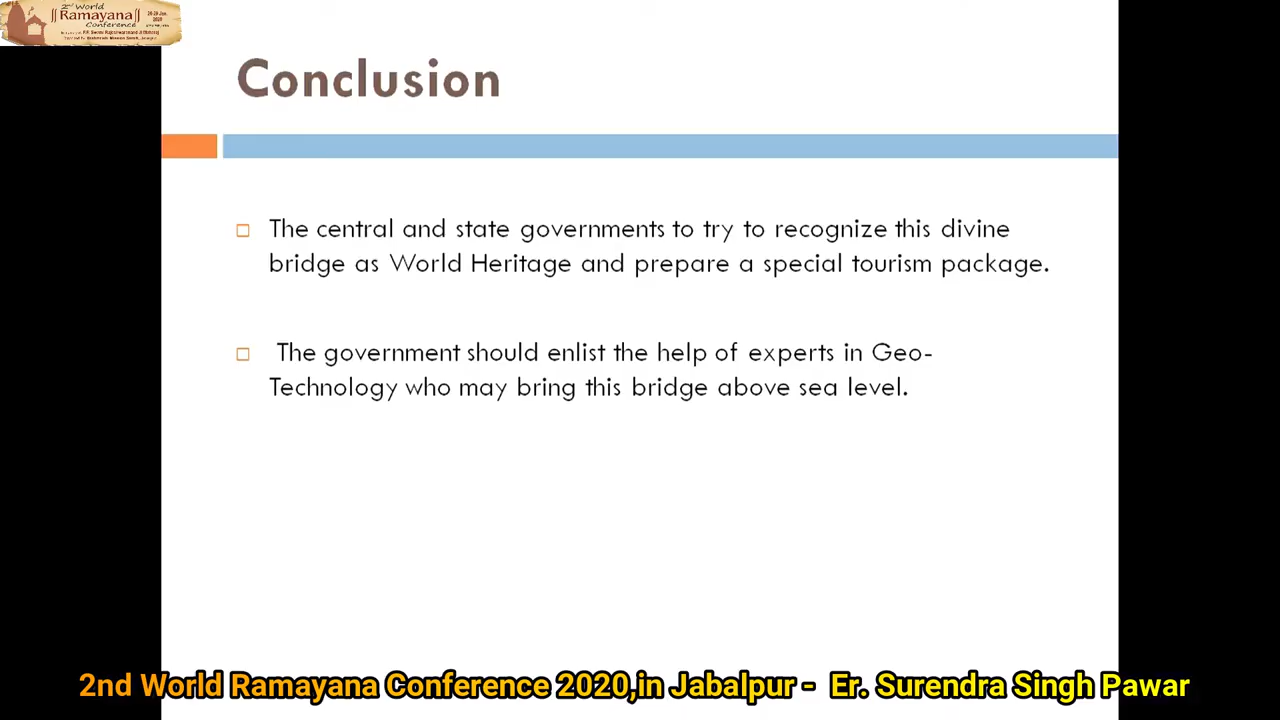 2nd World
||Ramayana||
Conference
Conclusion
The central and state governments to try to recognize this divine
bridge as World Heritage and prepare a special tourism package.
The government should enlist the help of experts in Geo-
Technology who may bring this bridge above sea level.
2nd World Ramayana Conference 2020,in Jabalpur - Er. Surendra Singh Pawar